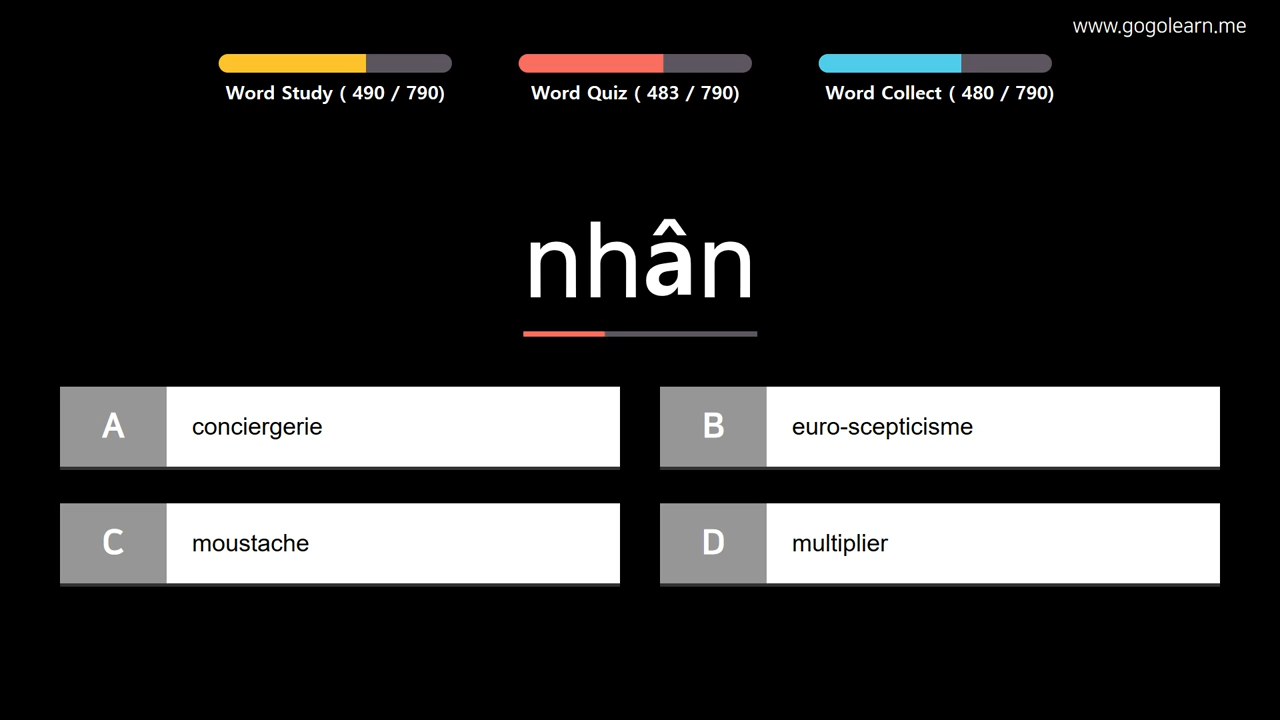 www.gogolearn.me
Word Study ( 490 / 790)
Word Quiz ( 483 / 790)
Word Collect ( 480 / 790)
nhân
A conciergerie
B euro-scepticisme
C moustache
D multiplier